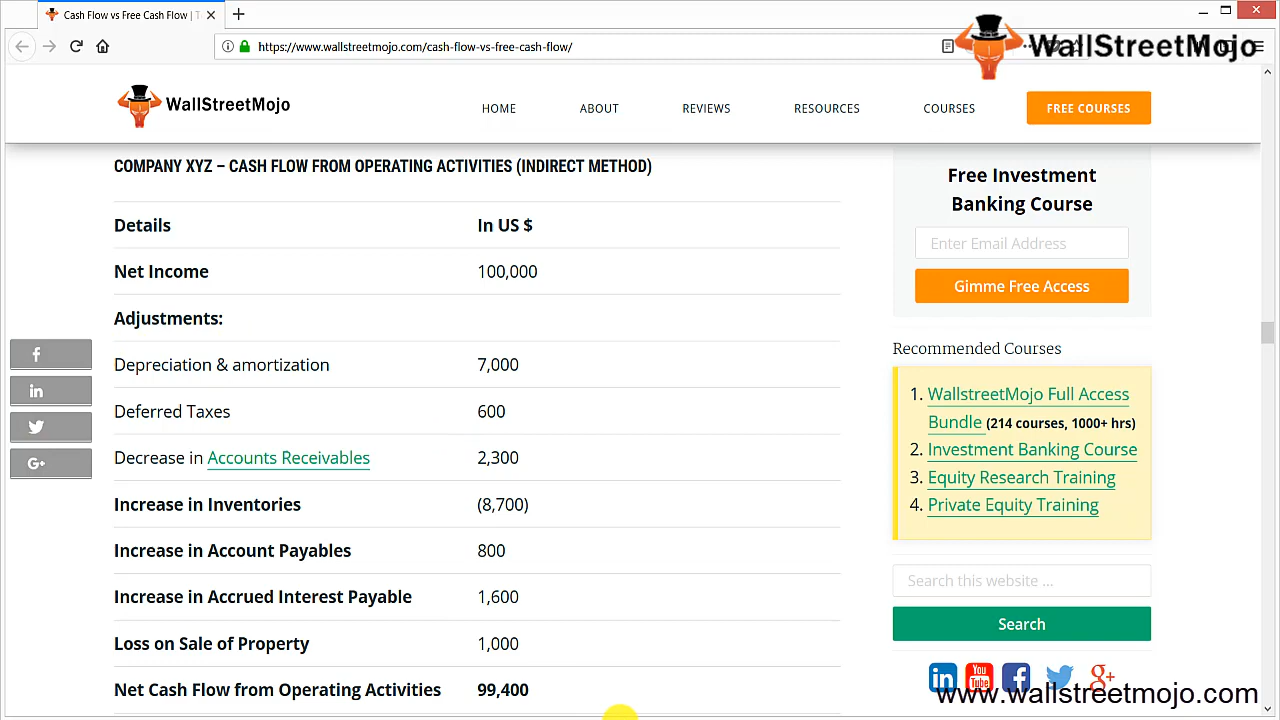 Cash Flow vs Free Cash Flow | T
https://www.wallstreetmojo.com/cash-flow-vs-free-cash-flow/
WallStreetMojo
WallStreetMojo
HOME
ABOUT
REVIEWS
RESOURCES
COURSES
FREE COURSES
COMPANY XYZ – CASH FLOW FROM OPERATING ACTIVITIES (INDIRECT METHOD)
Details In US $
Net Income 100,000
Adjustments:
Depreciation & amortization 7,000
Deferred Taxes 600
Decrease in Accounts Receivables 2,300
Increase in Inventories (8,700)
Increase in Account Payables 800
Increase in Accrued Interest Payable 1,600
Loss on Sale of Property 1,000
Net Cash Flow from Operating Activities 99,400
Free Investment
Banking Course
Enter Email Address
Gimme Free Access
Recommended Courses
1. WallstreetMojo Full Access
Bundle (214 courses, 1000+ hrs)
2. Investment Banking Course
3. Equity Research Training
4. Private Equity Training
Search this website ...
Search
in
You
Tube
f
g+
www.wallstreetmojo.com
f
in
G+